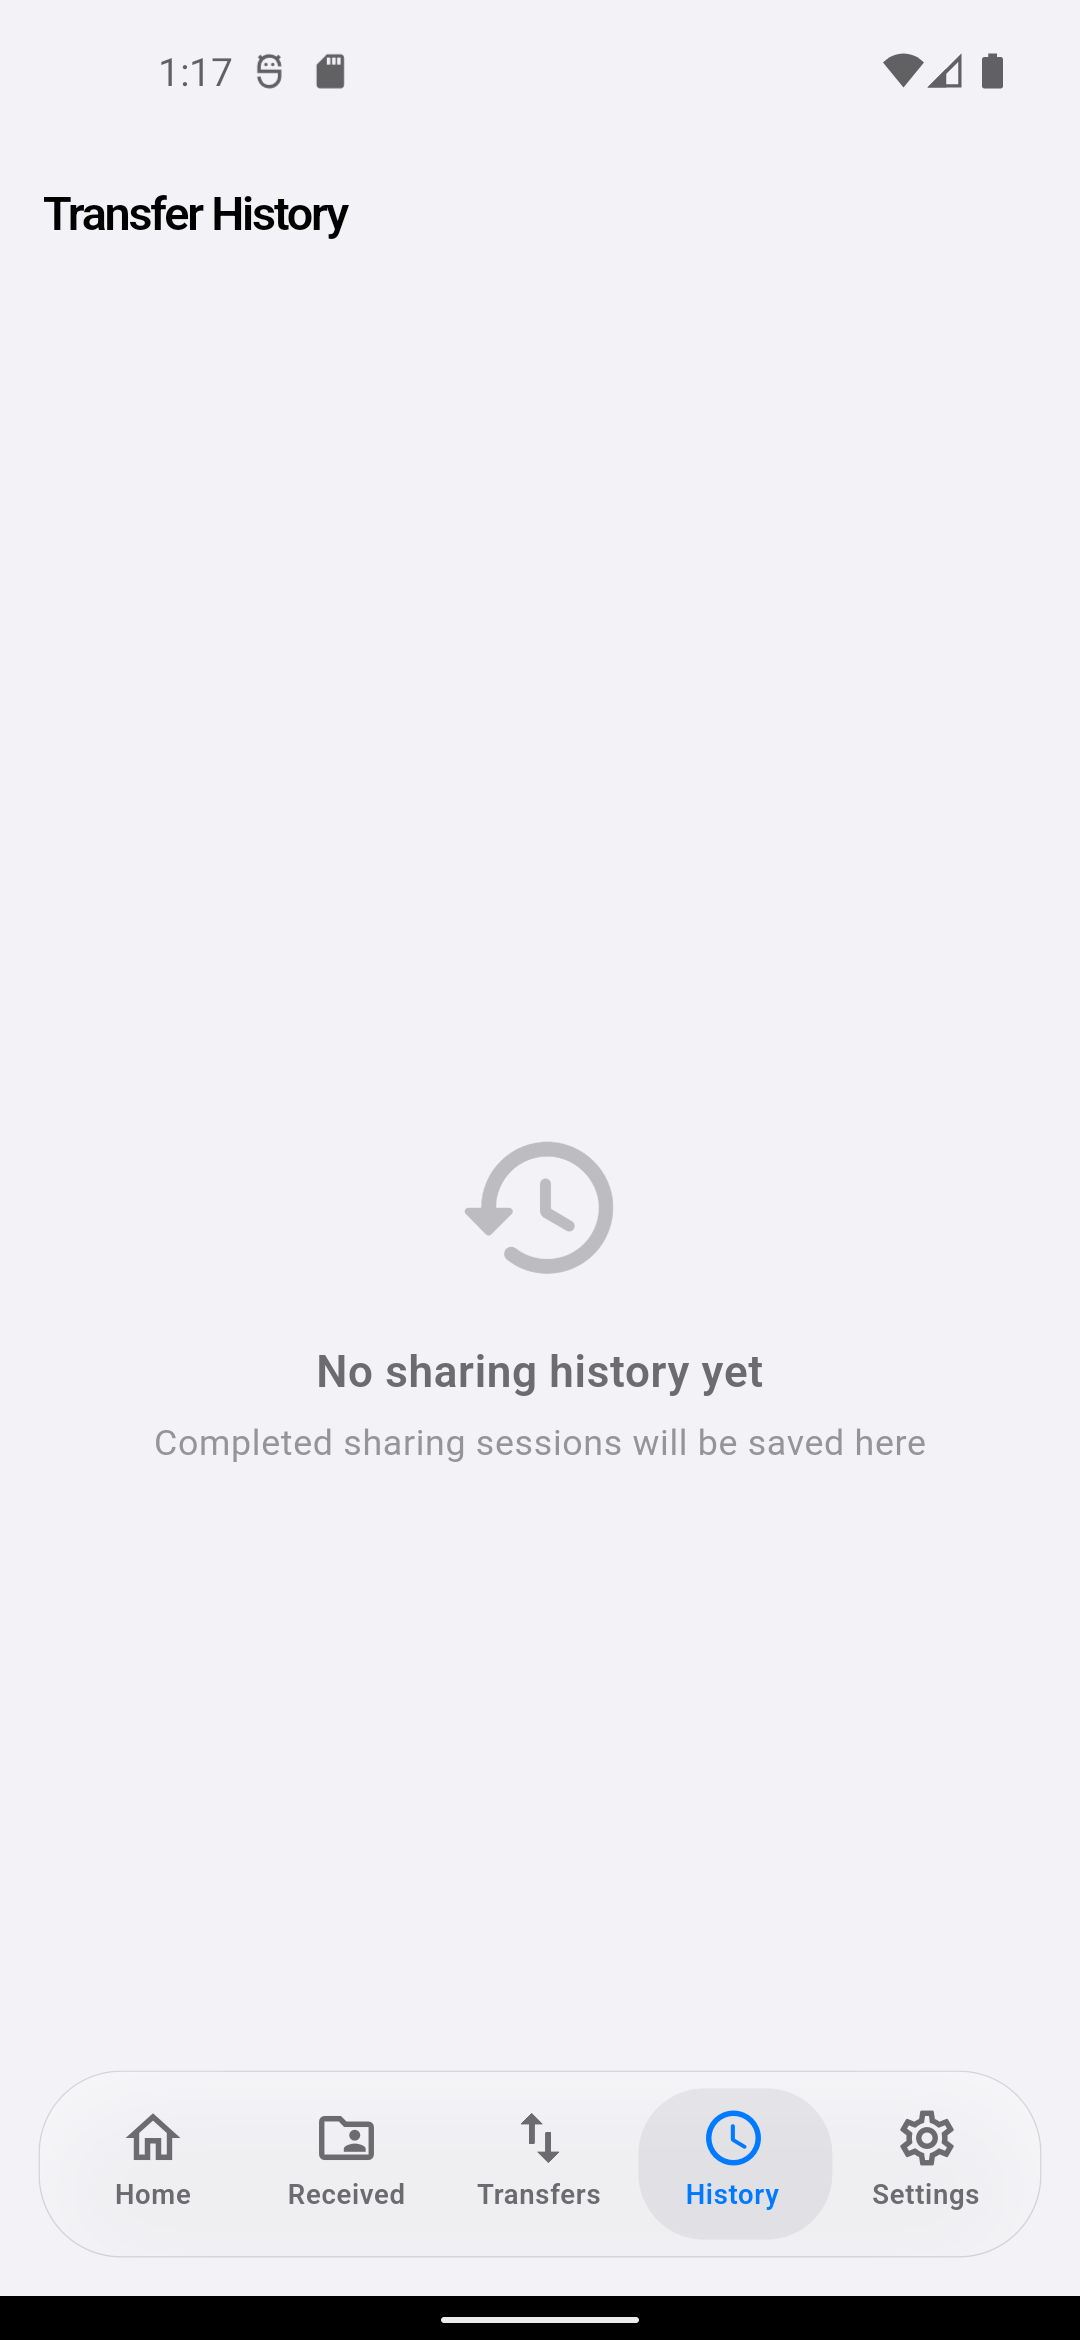 1:17
Transfer History
No sharing history yet
Completed sharing sessions will be saved here
Home
Received
Transfers
History
Settings